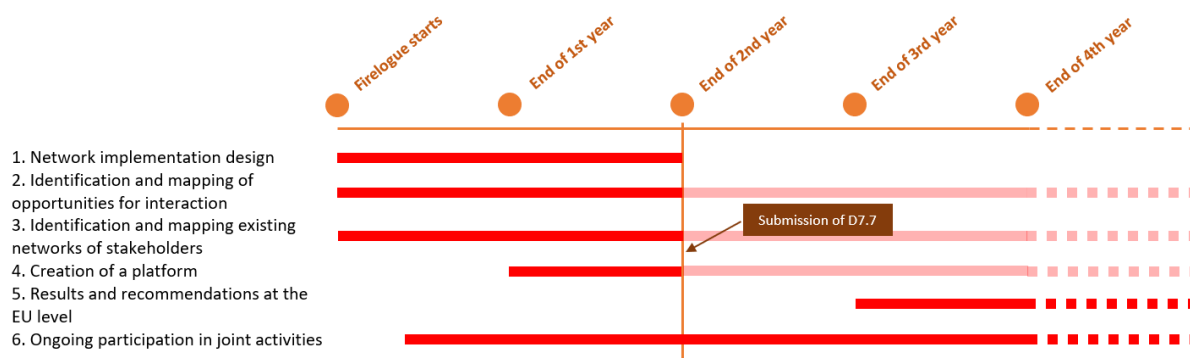 Firelogue starts
End of 1st year
End of 2nd year
End of 3rd year
End of 4th year
1. Network implementation design
2. Identification and mapping of
opportunities for interaction
3. Identification and mapping existing
networks of stakeholders
Submission of D7.7
4. Creation of a platform
5. Results and recommendations at the
EU level
6. Ongoing participation in joint activities